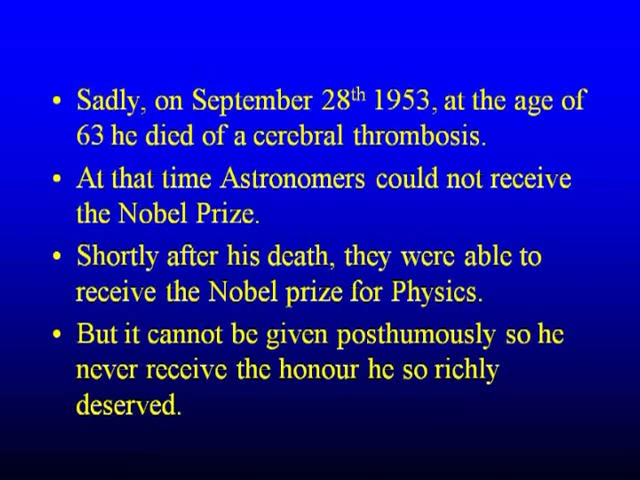 • Sadly, on September 28th 1953, at the age of
63 he died of a cerebral thrombosis.
• At that time Astronomers could not receive
the Nobel Prize.
• Shortly after his death, they were able to
receive the Nobel prize for Physics.
• But it cannot be given posthumously so he
never receive the honour he so richly
deserved.